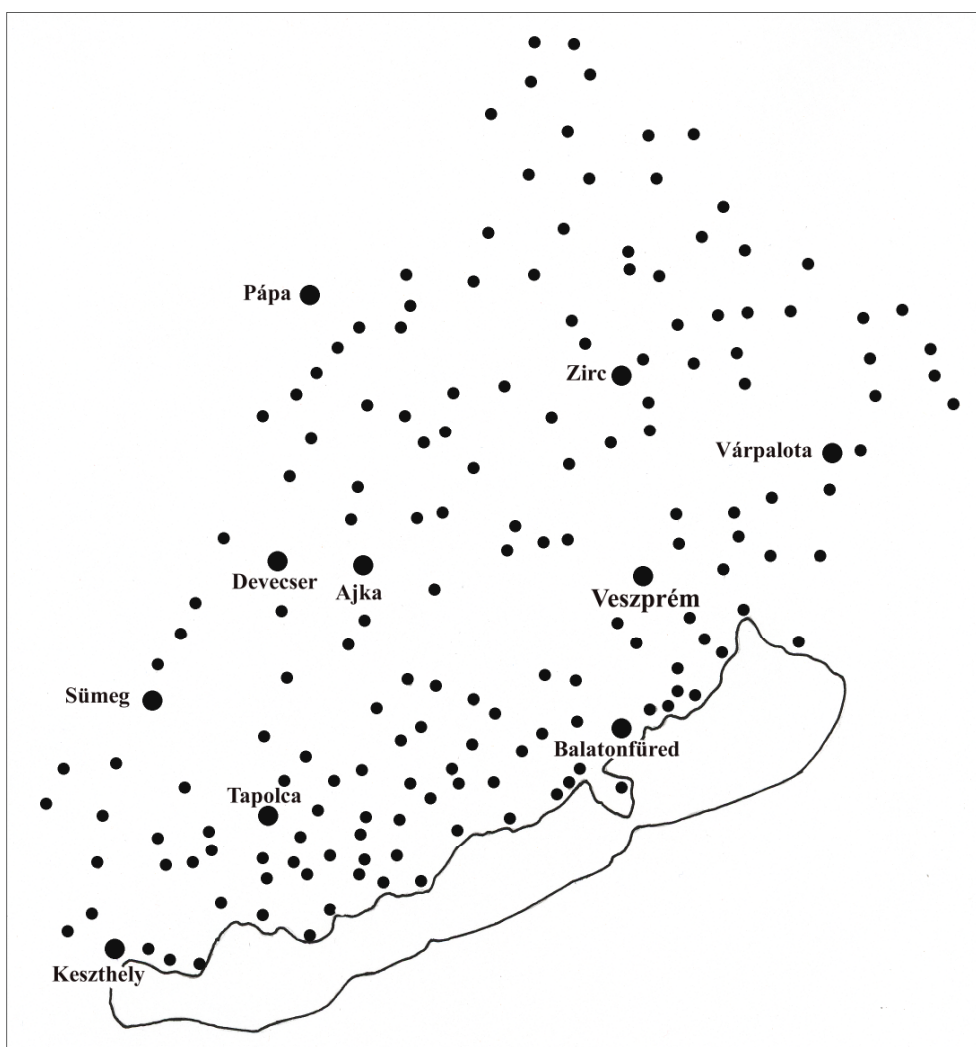 Pápa
Zirc
Várpalota
Devecser
Ajka
Veszprém
Sümeg
Balatonfüred
Tapolca
Keszthely